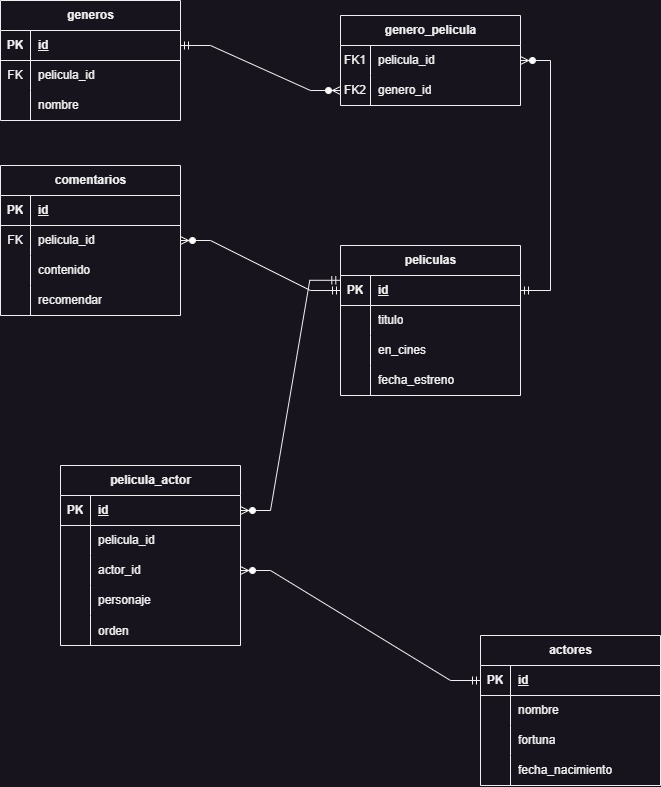 generos
PK id
FK pelicula_id
nombre
genero_pelicula
FK1 pelicula_id
FK2 genero_id
comentarios
PK id
FK pelicula_id
contenido
recomendar
peliculas
PK id
titulo
en_cines
fecha_estreno
pelicula_actor
PK id
pelicula_id
actor_id
personaje
orden
actores
PK id
nombre
fortuna
fecha_nacimiento